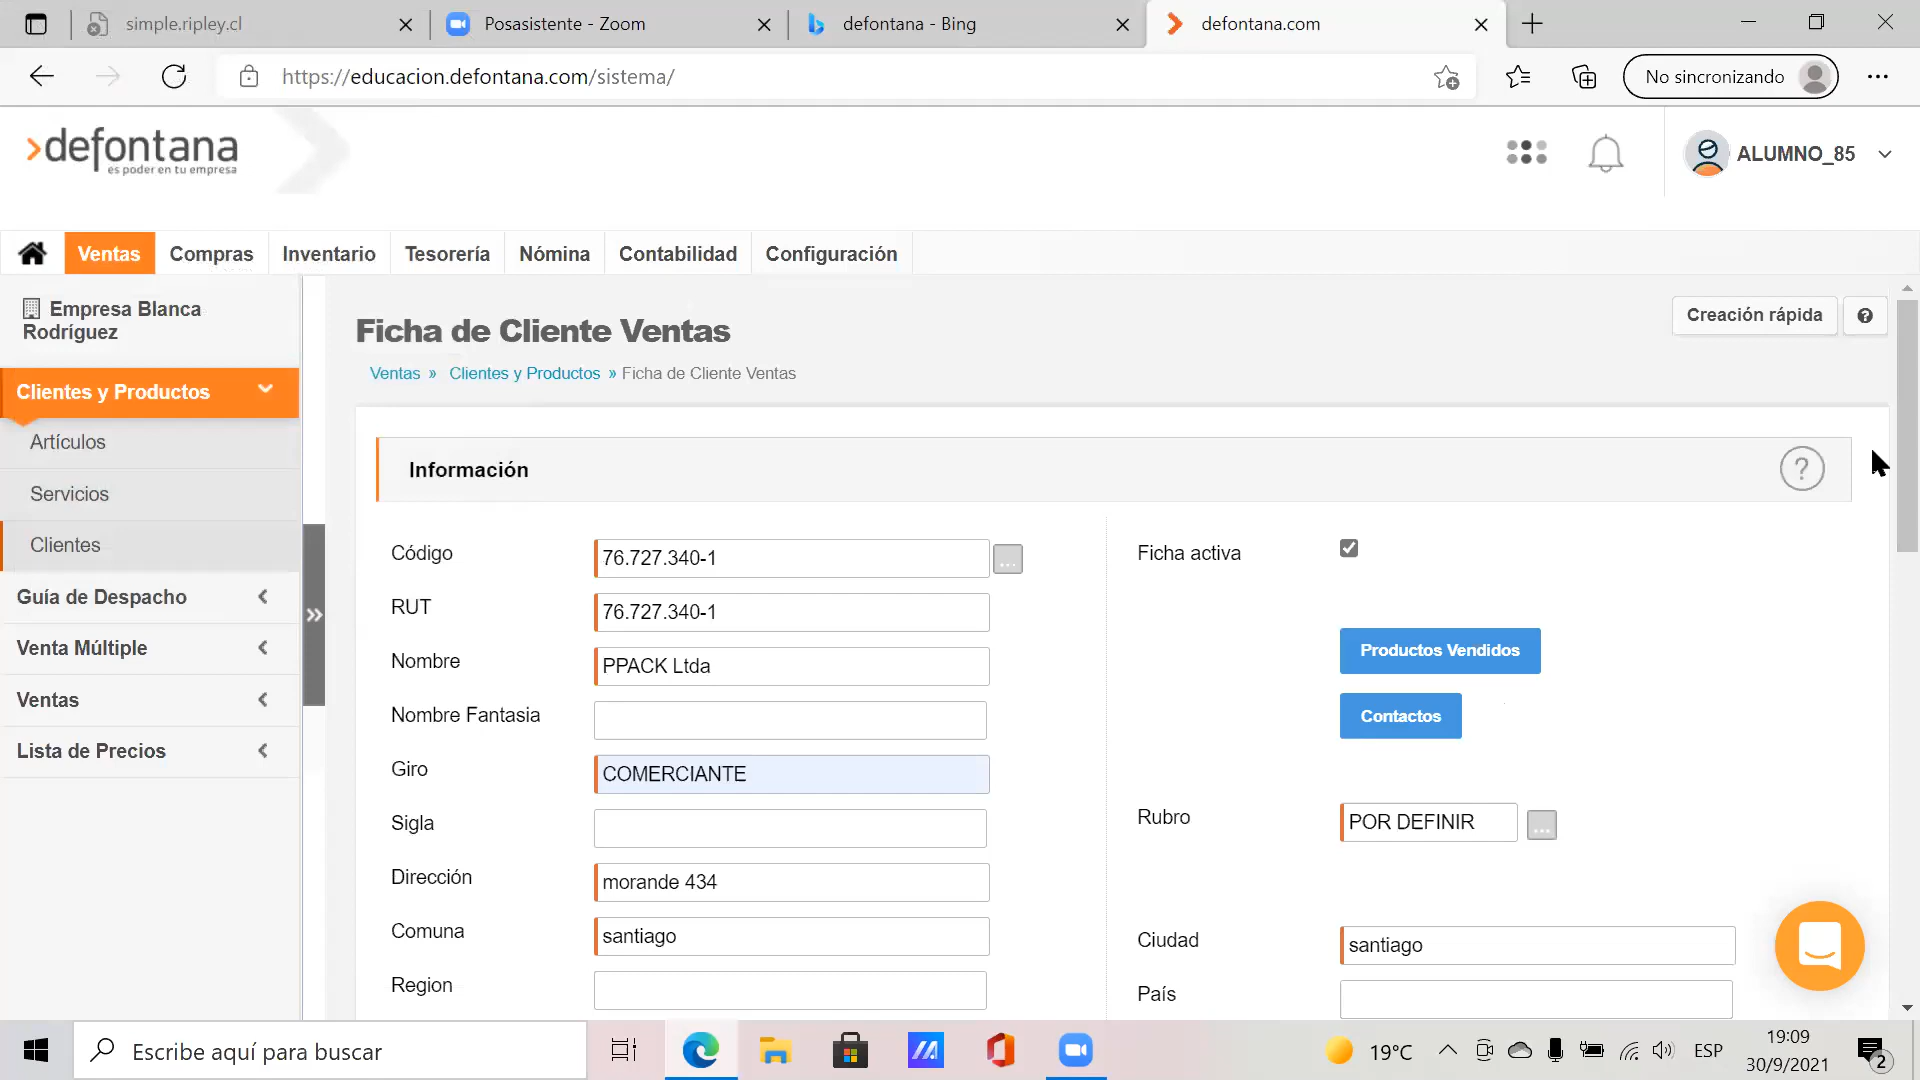 simple.ripley.cl
Posasistente - Zoom
defontana - Bing
defontana.com
https://educacion.defontana.com/sistema/
No sincronizando
defontana
es poder en tu empresa
ALUMNO_85
Ventas
Compras
Inventario
Tesorería
Nómina
Contabilidad
Configuración
Empresa Blanca
Rodríguez
Clientes y Productos
Artículos
Servicios
Clientes
Guía de Despacho
Venta Múltiple
Ventas
Lista de Precios
Ficha de Cliente Ventas
Creación rápida
Ventas » Clientes y Productos » Ficha de Cliente Ventas
Información
Código
76.727.340-1
...
RUT
76.727.340-1
Nombre
PPACK Ltda
Nombre Fantasia
Giro
COMERCIANTE
Sigla
Dirección
morande 434
Comuna
santiago
Region
Ficha activa
Productos Vendidos
Contactos
Rubro
POR DEFINIR
...
Ciudad
santiago
País
Escribe aquí para buscar
19°C
ESP
19:09
30/9/2021
2